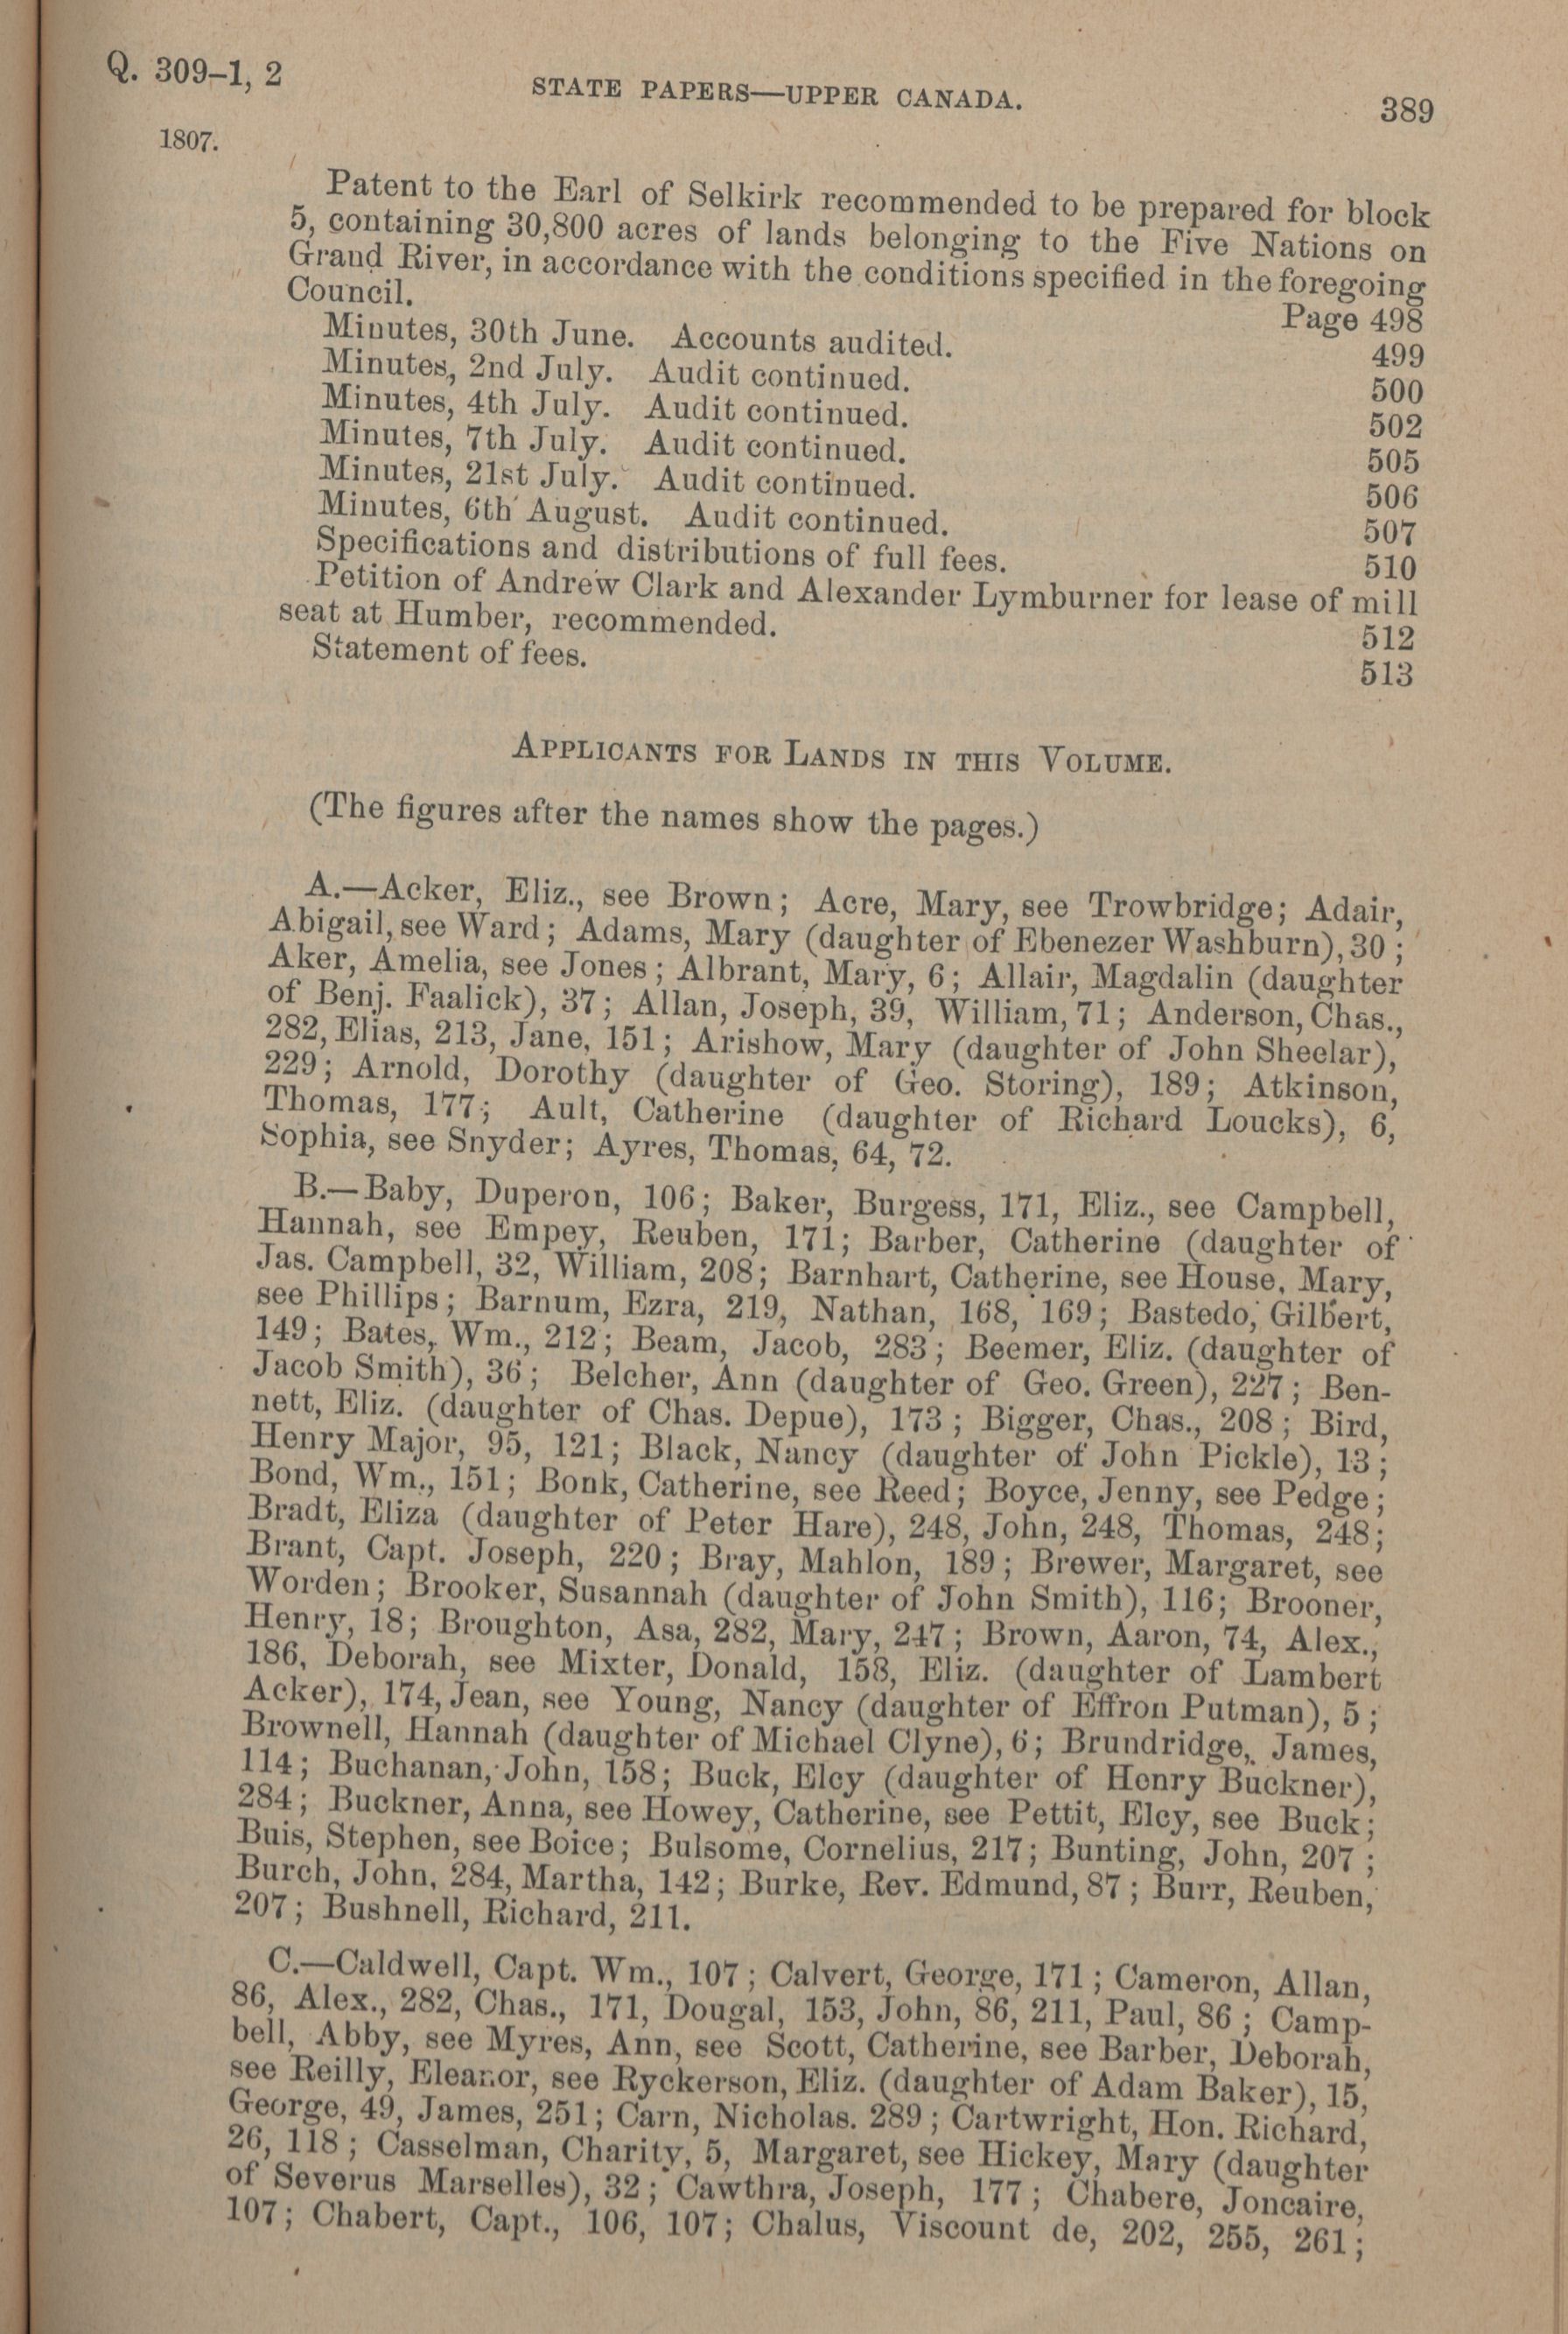 Q. 309–1, 2
STATE PAPERS—UPPER CANADA.
389
1807.
Patent to the Earl of Selkirk recommended to be prepared for block
5, containing 30,800 acres of lands belonging to the Five Nations on
Grand River, in accordance with the conditions specified in the foregoing
Council.
Page 498
Minutes, 30th June. Accounts audited.
499
Minutes, 2nd July. Audit continued.
500
Minutes, 4th July. Audit continued.
502
Minutes, 7th July. Audit continued.
505
Minutes, 21st July. Audit continued.
506
Minutes, 6th August. Audit continued.
507
Specifications and distributions of full fees.
510
Petition of Andrew Clark and Alexander Lymburner for lease of mill
seat at Humber, recommended.
512
Statement of fees.
513
APPLICANTS FOR LANDS IN THIS VOLUME.
(The figures after the names show the pages.)
A.—Acker, Eliz., see Brown; Acre, Mary, see Trowbridge; Adair,
Abigail, see Ward; Adams, Mary (daughter of Ebenezer Washburn), 30;
Aker, Amelia, see Jones; Albrant, Mary, 6; Allair, Magdalin (daughter
of Benj. Faalick), 37; Allan, Joseph, 39, William, 71; Anderson, Chas.,
282, Elias, 213, Jane, 151; Arishow, Mary (daughter of John Sheelar),
229; Arnold, Dorothy (daughter of Geo. Storing), 189; Atkinson,
Thomas, 177; Ault, Catherine (daughter of Richard Loucks), 6,
Sophia, see Snyder; Ayres, Thomas, 64, 72.
B.—Baby, Duperon, 106; Baker, Burgess, 171, Eliz., see Campbell,
Hannah, see Empey, Reuben, 171; Barber, Catherine (daughter of
Jas. Campbell, 32, William, 208; Barnhart, Catherine, see House, Mary,
see Phillips; Barnum, Ezra, 219, Nathan, 168, 169; Bastedo, Gilbert,
149; Bates, Wm., 212; Beam, Jacob, 283; Beemer, Eliz. (daughter of
Jacob Smith), 36; Belcher, Ann (daughter of Geo. Green), 227; Ben-
nett, Eliz. (daughter of Chas. Depue), 173; Bigger, Chas., 208; Bird,
Henry Major, 95, 121; Black, Nancy (daughter of John Pickle), 13;
Bond, Wm., 151; Bonk, Catherine, see Reed; Boyce, Jenny, see Pedge;
Bradt, Eliza (daughter of Peter Hare), 248, John, 248, Thomas, 248;
Brant, Capt. Joseph, 220; Bray, Mahlon, 189; Brewer, Margaret, see
Worden; Brooker, Susannah (daughter of John Smith), 116; Brooner,
Henry, 18; Broughton, Asa, 282, Mary, 247; Brown, Aaron, 74, Alex.,
186, Deborah, see Mixter, Donald, 158, Eliz. (daughter of Lambert
Acker), 174, Jean, see Young, Nancy (daughter of Effron Putman), 5;
Brownell, Hannah (daughter of Michael Clyne), 6; Brundridge, James,
114; Buchanan, John, 158; Buck, Elcy (daughter of Henry Buckner),
284; Buckner, Anna, see Howey, Catherine, see Pettit, Elcy, see Buck;
Buis, Stephen, see Boice; Bulsome, Cornelius, 217; Bunting, John, 207;
Burch, John, 284, Martha, 142; Burke, Rev. Edmund, 87; Burr, Reuben,
207; Bushnell, Richard, 211.
C.—Caldwell, Capt. Wm., 107; Calvert, George, 171; Cameron, Allan,
86, Alex., 282, Chas., 171, Dougal, 153, John, 86, 211, Paul, 86; Camp-
bell, Abby, see Myres, Ann, see Scott, Catherine, see Barber, Deborah,
see Reilly, Eleanor, see Ryckerson, Eliz. (daughter of Adam Baker), 15,
George, 49, James, 251; Carn, Nicholas. 289; Cartwright, Hon. Richard,
26, 118; Casselman, Charity, 5, Margaret, see Hickey, Mary (daughter
of Severus Marselles), 32; Cawthra, Joseph, 177; Chabere, Joncaire,
107; Chabert, Capt., 106, 107; Chalus, Viscount de, 202, 255, 261;